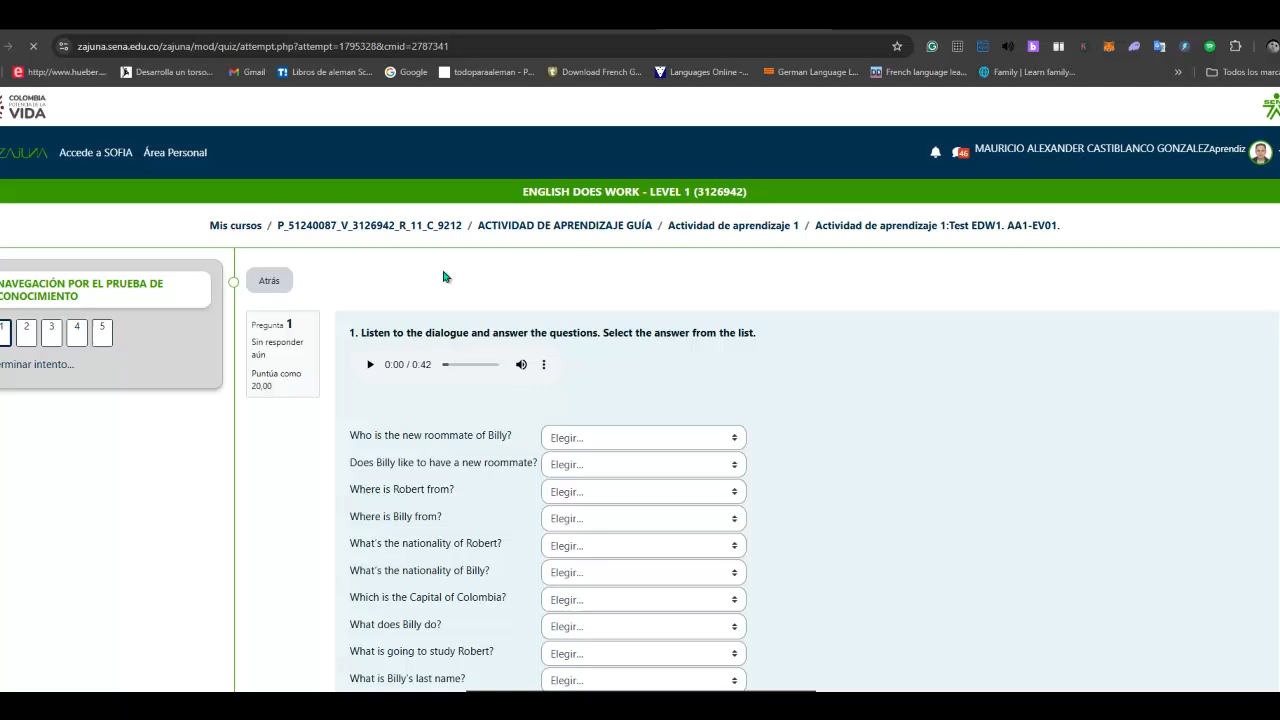 zajuna.sena.edu.co/zajuna/mod/quiz/attempt.php?attempt=1795328&cmid=2787341
http://www.hueber....
Desarrolla un torso...
Gmail
Libros de aleman Sc...
Google
todoparaaleman - P...
Download French G...
Languages Online -...
German Language L...
French language lea...
Family | Learn family...
»
Todos los marca
COLOMBIA
POTENCIA DE LA
VIDA
SENA
ZAJUNA
Accede a SOFIA
Área Personal
46
MAURICIO ALEXANDER CASTIBLANCO GONZALEZAprendiz
ENGLISH DOES WORK - LEVEL 1 (3126942)
Mis cursos / P_51240087_V_3126942_R_11_C_9212 / ACTIVIDAD DE APRENDIZAJE GUÍA / Actividad de aprendizaje 1 / Actividad de aprendizaje 1:Test EDW1. AA1-EV01.
NAVEGACIÓN POR EL PRUEBA DE
CONOCIMIENTO
1 2 3 4 5
erminar intento...
Atrás
Pregunta 1
Sin responder
aún
Puntúa como
20,00
1. Listen to the dialogue and answer the questions. Select the answer from the list.
0:00 / 0:42
Who is the new roommate of Billy? Elegir...
Does Billy like to have a new roommate? Elegir...
Where is Robert from? Elegir...
Where is Billy from? Elegir...
What's the nationality of Robert? Elegir...
What's the nationality of Billy? Elegir...
Which is the Capital of Colombia? Elegir...
What does Billy do? Elegir...
What is going to study Robert? Elegir...
What is Billy's last name? Elegir...